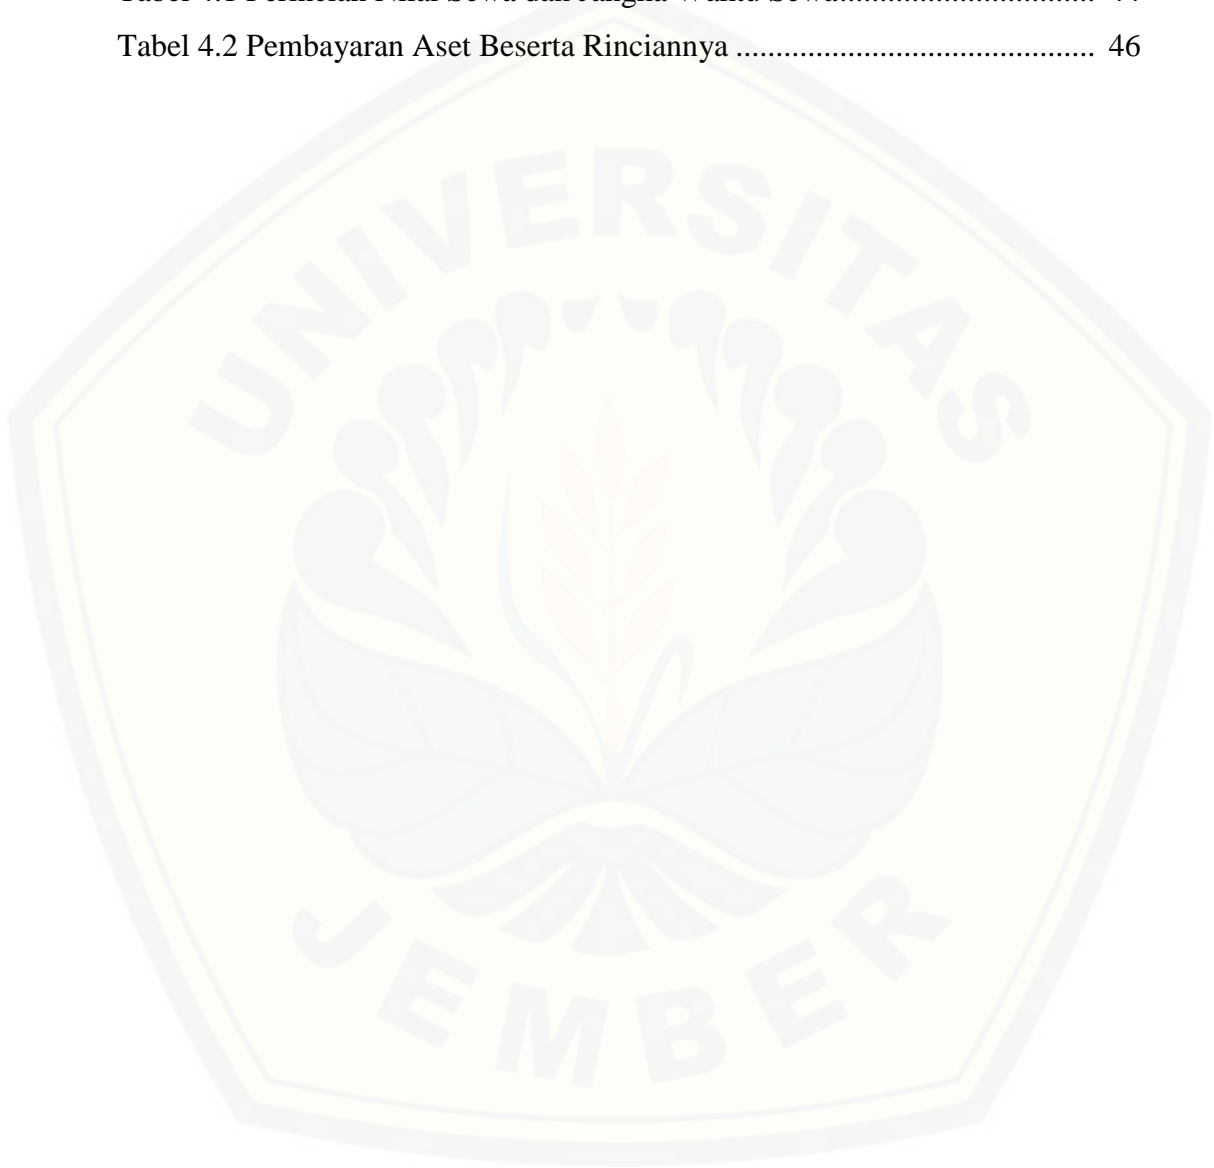 Tabel 4.2 Pembayaran Aset Beserta Rinciannya ............................................. 46
UNIVERSITAS
JEMBER